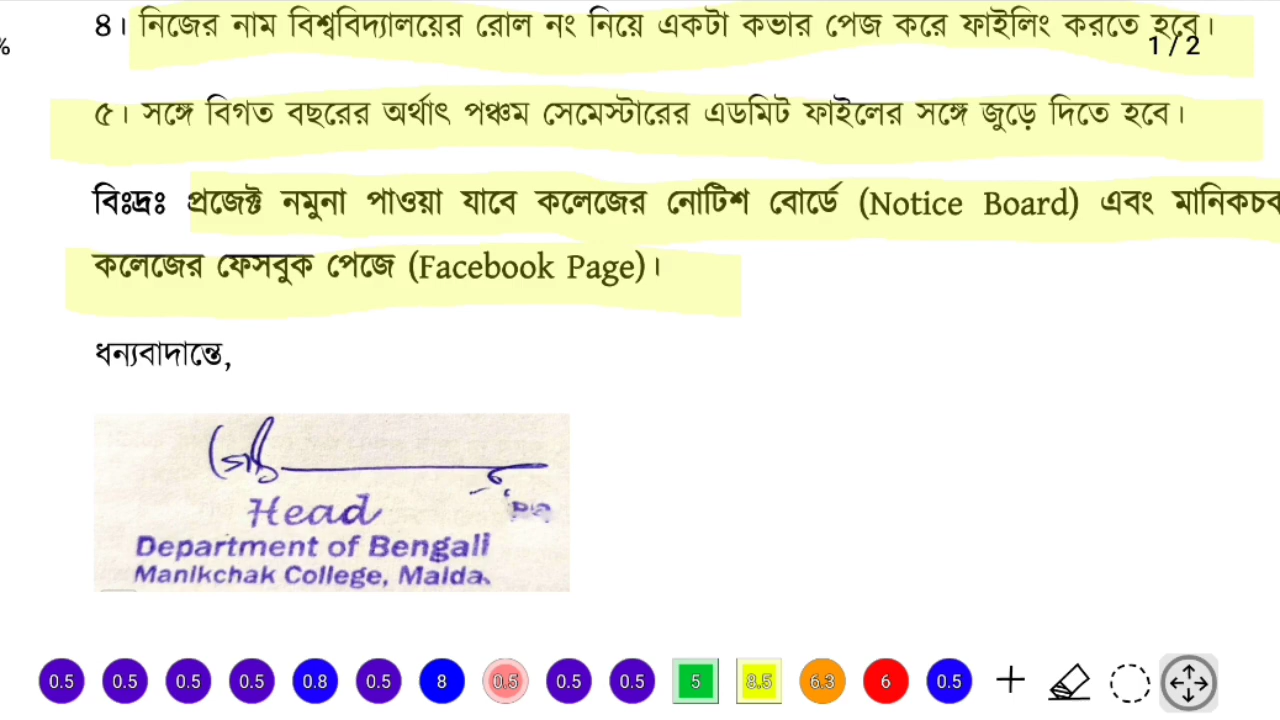 ৪। নিজের নাম বিশ্ববিদ্যালয়ের রোল নং নিয়ে একটা কভার পেজ করে ফাইলিং করতে হবে।
%
1 / 2
৫। সঙ্গে বিগত বছরের অর্থাৎ পঞ্চম সেমেস্টারের এডমিট ফাইলের সঙ্গে জুড়ে দিতে হবে।
বিঃদ্রঃ প্রজেক্ট নমুনা পাওয়া যাবে কলেজের নোটিশ বোর্ডে (Notice Board) এবং মানিকচক
কলেজের ফেসবুক পেজে (Facebook Page)।
ধন্যবাদান্তে,
Head
Department of Bengali
Manikchak College, Malda.
0.5 0.5 0.5 0.5 0.8 0.5 8 0.5 0.5 0.5 5 8.5 6.3 6 0.5